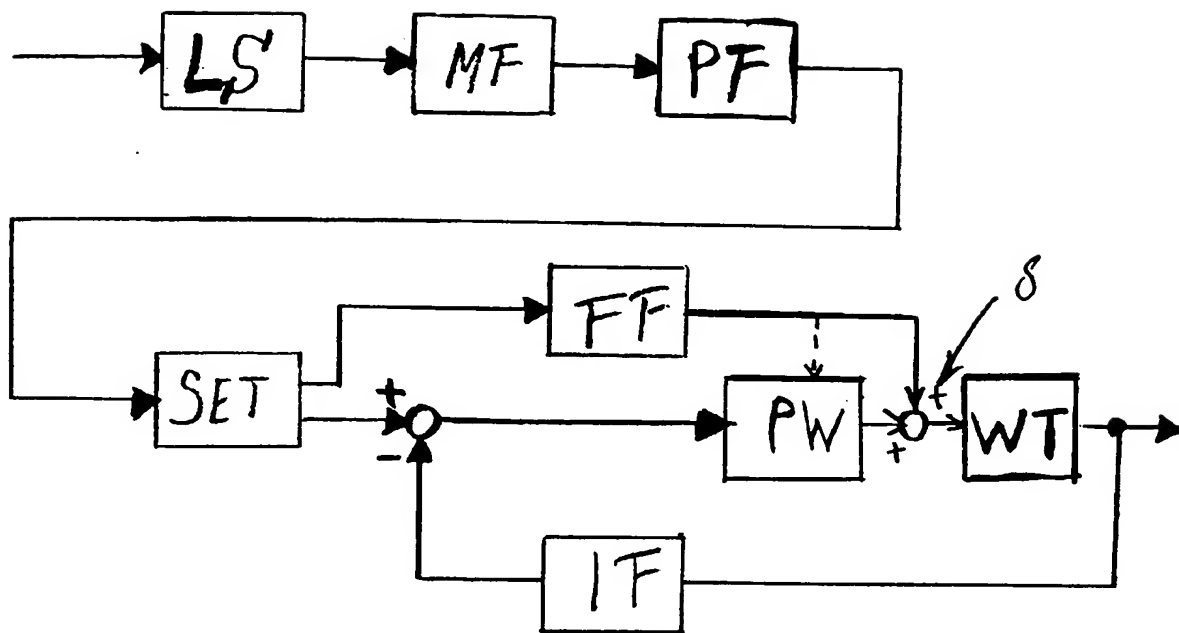 LS
MF
PF
FF
δ
SET
+
-
PW
+
+
WT
IF